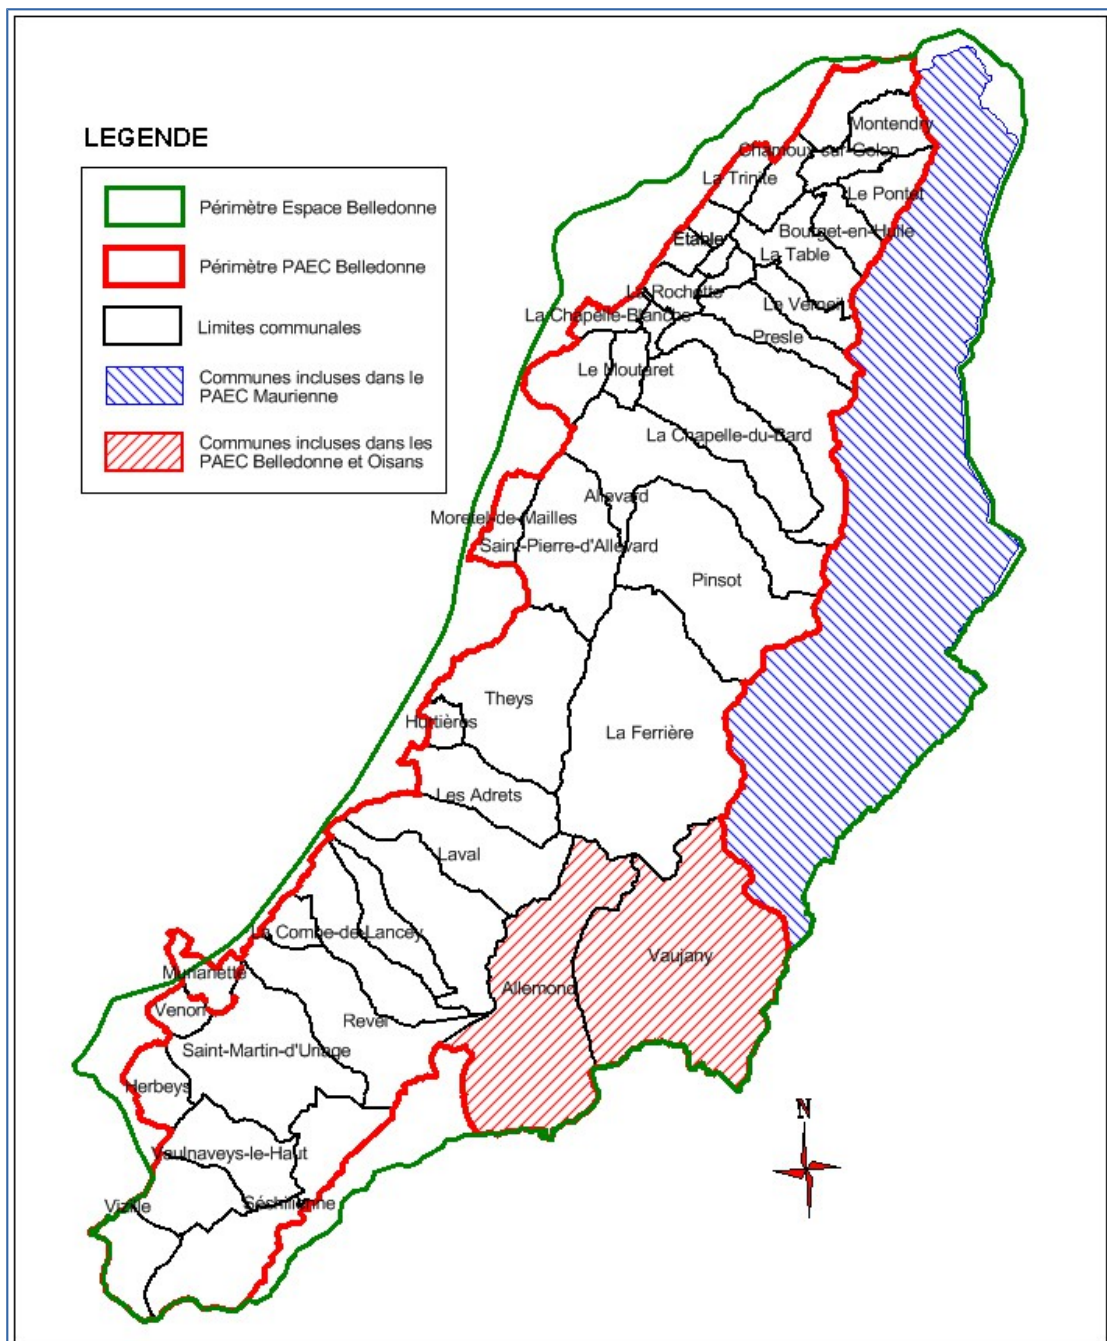 LEGENDE
Périmètre Espace Belledonne
Périmètre PAEC Belledonne
Limites communales
Communes incluses dans le
PAEC Maurienne
Communes incluses dans les
PAEC Belledonne et Oisans
Montendry
Chamoux-sur-Gelon
La Trinite
Le Pontet
Bourget-en-Huile
Etable
La Table
La Rochette
Le Verneil
La Chapelle-Blanche
Presle
Le Moutaret
La Chapelle-du-Bard
Allevard
Moretel-de-Mailles
Saint-Pierre-d'Allevard
Pinsot
Theys
Hurtières
La Ferrière
Les Adrets
Laval
La Combe-de-Lancey
Vaujany
Murianette
Allemond
Venon
Revel
Saint-Martin-d'Uriage
Herbeys
N
Vaulnaveys-le-Haut
Vizille
Séchilienne